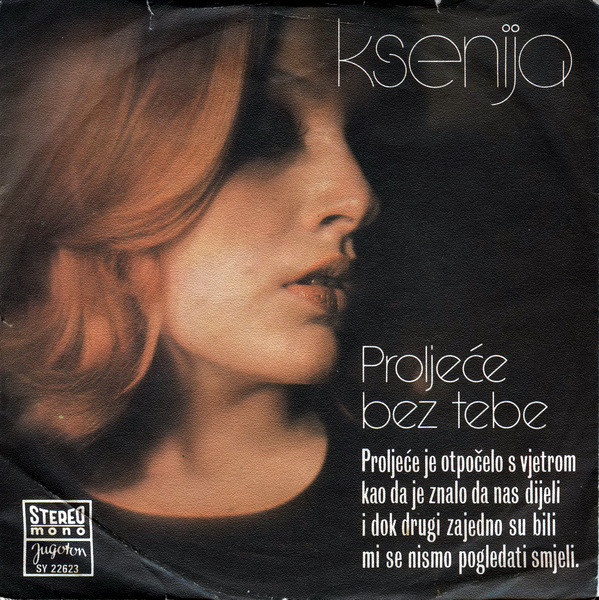 ksenija
Proljeće
bez tebe
Proljeće je otpočelo s vjetrom
kao da je znalo da nas dijeli
i dok drugi zajedno su bili
mi se nismo pogledati smjeli.
STEREO
mono
Jugoton
SY 22623